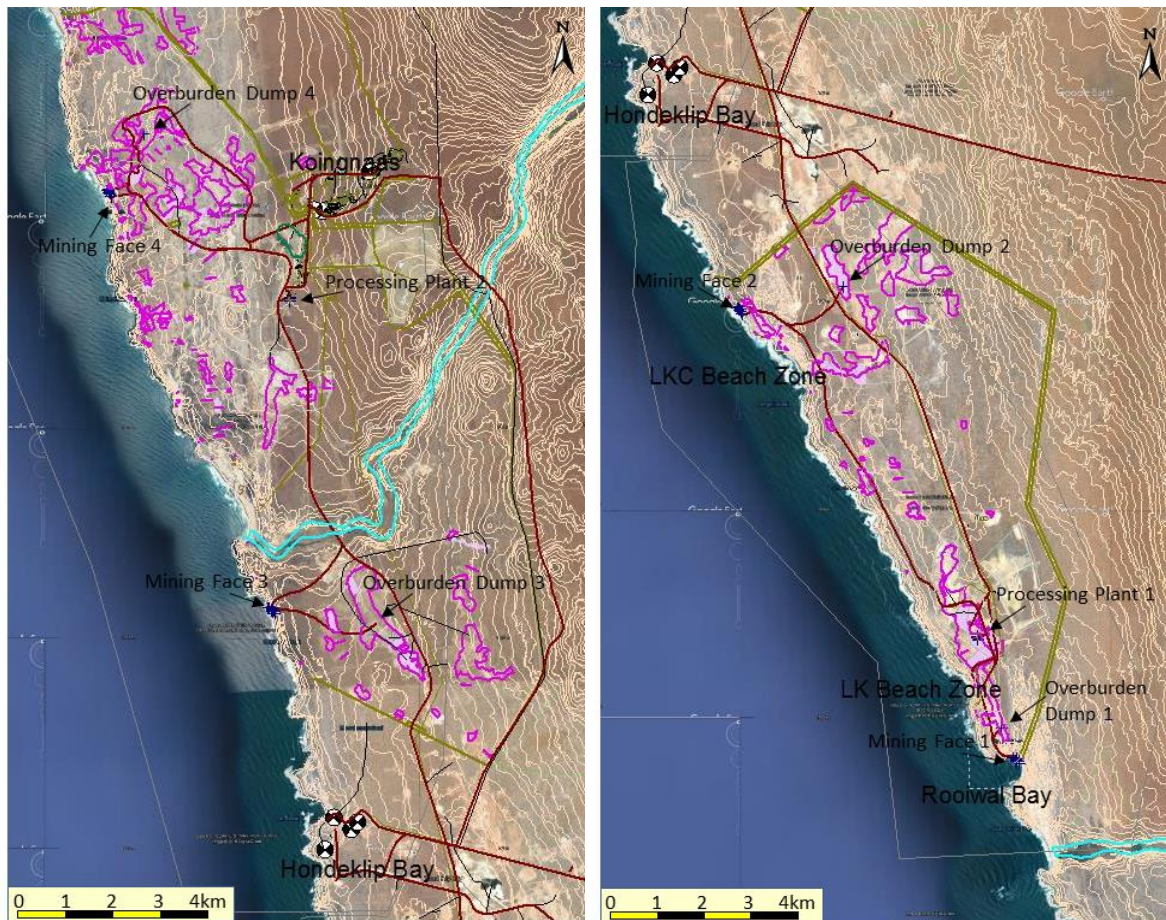 N
Overburden Dump 4
Koingnaas
Mining Face 4
Processing Plant 2
Mining Face 3
Overburden Dump 3
Hondeklip Bay
0 1 2 3 4km
N
Hondeklip Bay
Overburden Dump 2
Mining Face 2
LKC Beach Zone
Processing Plant 1
LK Beach Zone
Overburden
Dump 1
Mining Face 1
Rooiwal Bay
0 1 2 3 4km